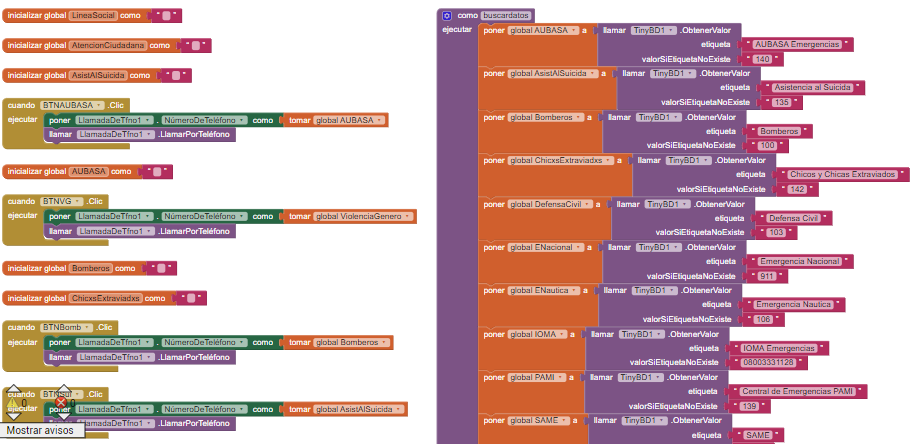 inicializar global LineaSocial como " "
inicializar global AtencionCiudadana como " "
inicializar global AsistAlSuicida como " "
cuando BTNAUBASA .Clic
ejecutar poner LlamadaDeTfno1 . NúmeroDeTeléfono como tomar global AUBASA
llamar LlamadaDeTfno1 .LlamarPorTeléfono
inicializar global AUBASA como " "
cuando BTNVG .Clic
ejecutar poner LlamadaDeTfno1 . NúmeroDeTeléfono como tomar global ViolenciaGenero
llamar LlamadaDeTfno1 .LlamarPorTeléfono
inicializar global Bomberos como " "
inicializar global ChicxsExtraviadxs como " "
cuando BTNBomb .Clic
ejecutar poner LlamadaDeTfno1 . NúmeroDeTeléfono como tomar global Bomberos
llamar LlamadaDeTfno1 .LlamarPorTeléfono
cuando .Clic
ejecutar poner LlamadaDeTfno1 . NúmeroDeTeléfono como tomar global AsistAlSuicida
LlamadaDeTfno1 .LlamarPorTeléfono
0 0
Mostrar avisos
como buscardatos
ejecutar poner global AUBASA a llamar TinyBD1 .ObtenerValor
etiqueta " AUBASA Emergencias "
valorSiEtiquetaNoExiste " 140 "
poner global AsistAlSuicida a llamar TinyBD1 .ObtenerValor
etiqueta " Asistencia al Suicida "
valorSiEtiquetaNoExiste " 135 "
poner global Bomberos a llamar TinyBD1 .ObtenerValor
etiqueta " Bomberos "
valorSiEtiquetaNoExiste " 100 "
poner global ChicxsExtraviadxs a llamar TinyBD1 .ObtenerValor
etiqueta " Chicos y Chicas Extraviados "
valorSiEtiquetaNoExiste " 142 "
poner global DefensaCivil a llamar TinyBD1 .ObtenerValor
etiqueta " Defensa Civil "
valorSiEtiquetaNoExiste " 103 "
poner global ENacional a llamar TinyBD1 .ObtenerValor
etiqueta " Emergencia Nacional "
valorSiEtiquetaNoExiste " 911 "
poner global ENautica a llamar TinyBD1 .ObtenerValor
etiqueta " Emergencia Nautica "
valorSiEtiquetaNoExiste " 106 "
poner global IOMA a llamar TinyBD1 .ObtenerValor
etiqueta " IOMA Emergencias "
valorSiEtiquetaNoExiste " 08003331128 "
poner global PAMI a llamar TinyBD1 .ObtenerValor
etiqueta " Central de Emergencias PAMI "
valorSiEtiquetaNoExiste " 139 "
poner global SAME a llamar TinyBD1 .ObtenerValor
etiqueta " SAME "